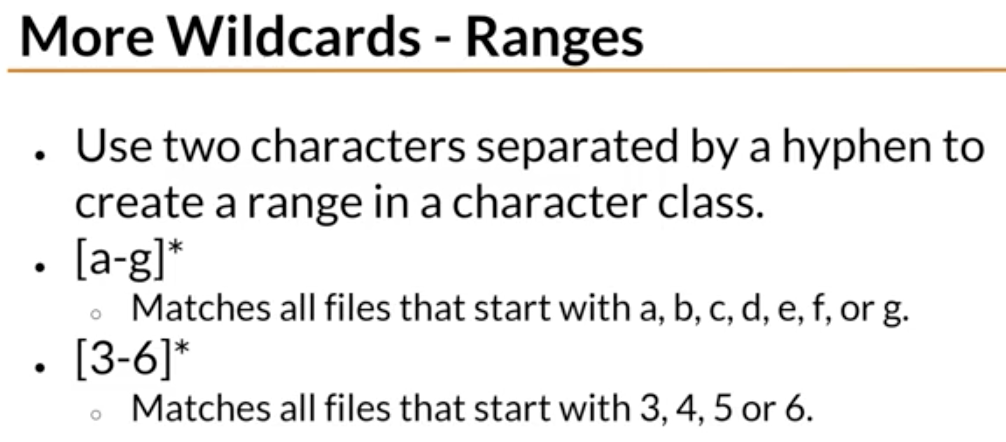 More Wildcards - Ranges
• Use two characters separated by a hyphen to
create a range in a character class.
• [a-g]*
○ Matches all files that start with a, b, c, d, e, f, or g.
• [3-6]*
○ Matches all files that start with 3, 4, 5 or 6.